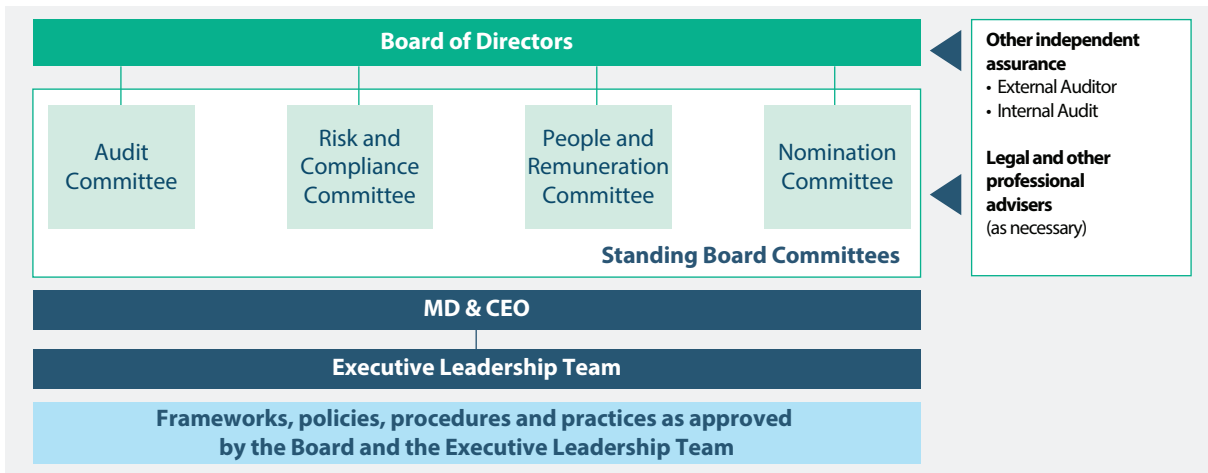 Board of Directors
Audit
Committee
Risk and
Compliance
Committee
People and
Remuneration
Committee
Nomination
Committee
Standing Board Committees
MD & CEO
Executive Leadership Team
Frameworks, policies, procedures and practices as approved
by the Board and the Executive Leadership Team
Other independent
assurance
• External Auditor
• Internal Audit
Legal and other
professional
advisers
(as necessary)